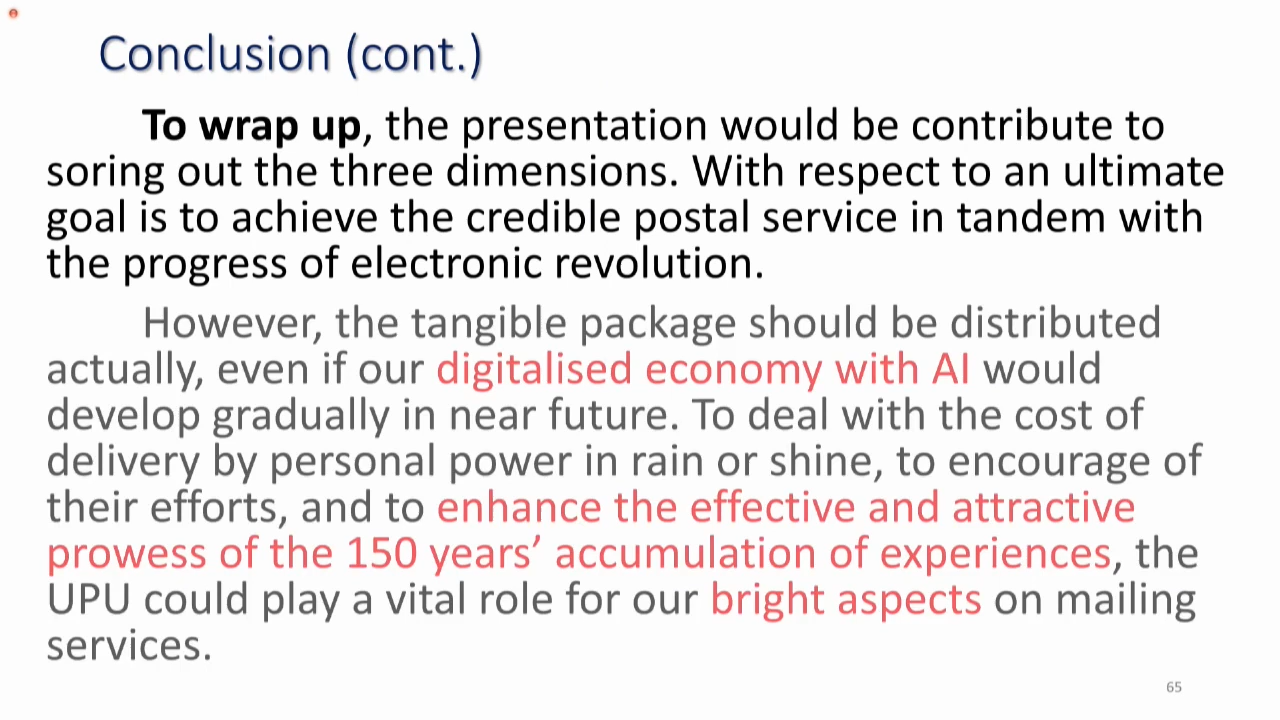 Conclusion (cont.)
To wrap up, the presentation would be contribute to
soring out the three dimensions. With respect to an ultimate
goal is to achieve the credible postal service in tandem with
the progress of electronic revolution.
However, the tangible package should be distributed
actually, even if our digitalised economy with AI would
develop gradually in near future. To deal with the cost of
delivery by personal power in rain or shine, to encourage of
their efforts, and to enhance the effective and attractive
prowess of the 150 years’ accumulation of experiences, the
UPU could play a vital role for our bright aspects on mailing
services.
65